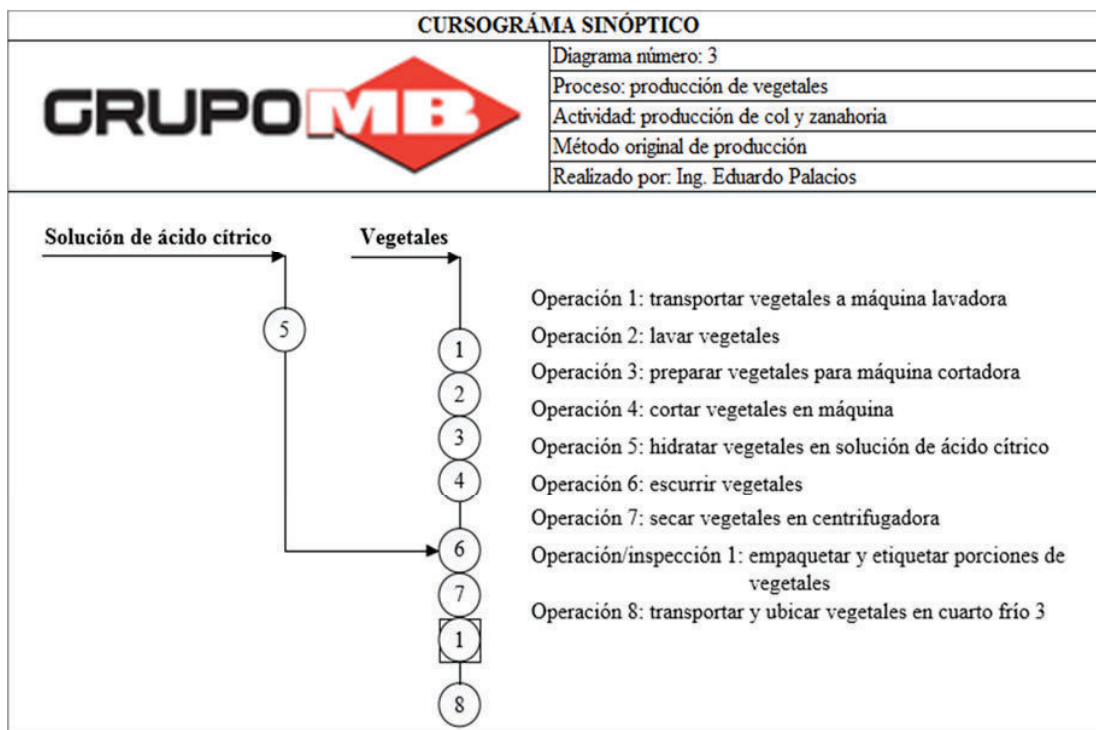 CURSOGRÁMA SINÓPTICO
GRUPO MB
Diagrama número: 3
Proceso: producción de vegetales
Actividad: producción de col y zanahoria
Método original de producción
Realizado por: Ing. Eduardo Palacios
Solución de ácido cítrico
Vegetales
5
1
2
3
4
6
7
1
8
Operación 1: transportar vegetales a máquina lavadora
Operación 2: lavar vegetales
Operación 3: preparar vegetales para máquina cortadora
Operación 4: cortar vegetales en máquina
Operación 5: hidratar vegetales en solución de ácido cítrico
Operación 6: escurrir vegetales
Operación 7: secar vegetales en centrifugadora
Operación/inspección 1: empaquetar y etiquetar porciones de
vegetales
Operación 8: transportar y ubicar vegetales en cuarto frío 3